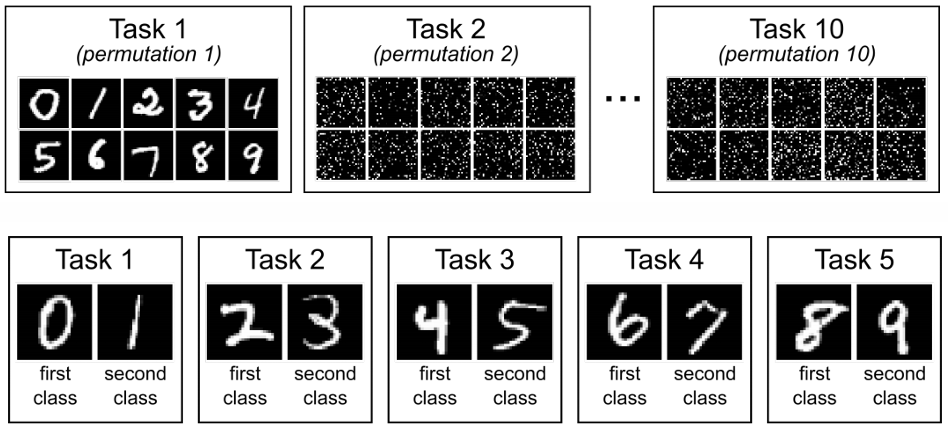 Task 1
(permutation 1)
0 1 2 3 4
5 6 7 8 9
Task 2
(permutation 2)
...
Task 10
(permutation 10)
Task 1
0 1
first second
class class
Task 2
2 3
first second
class class
Task 3
4 5
first second
class class
Task 4
6 7
first second
class class
Task 5
8 9
first second
class class